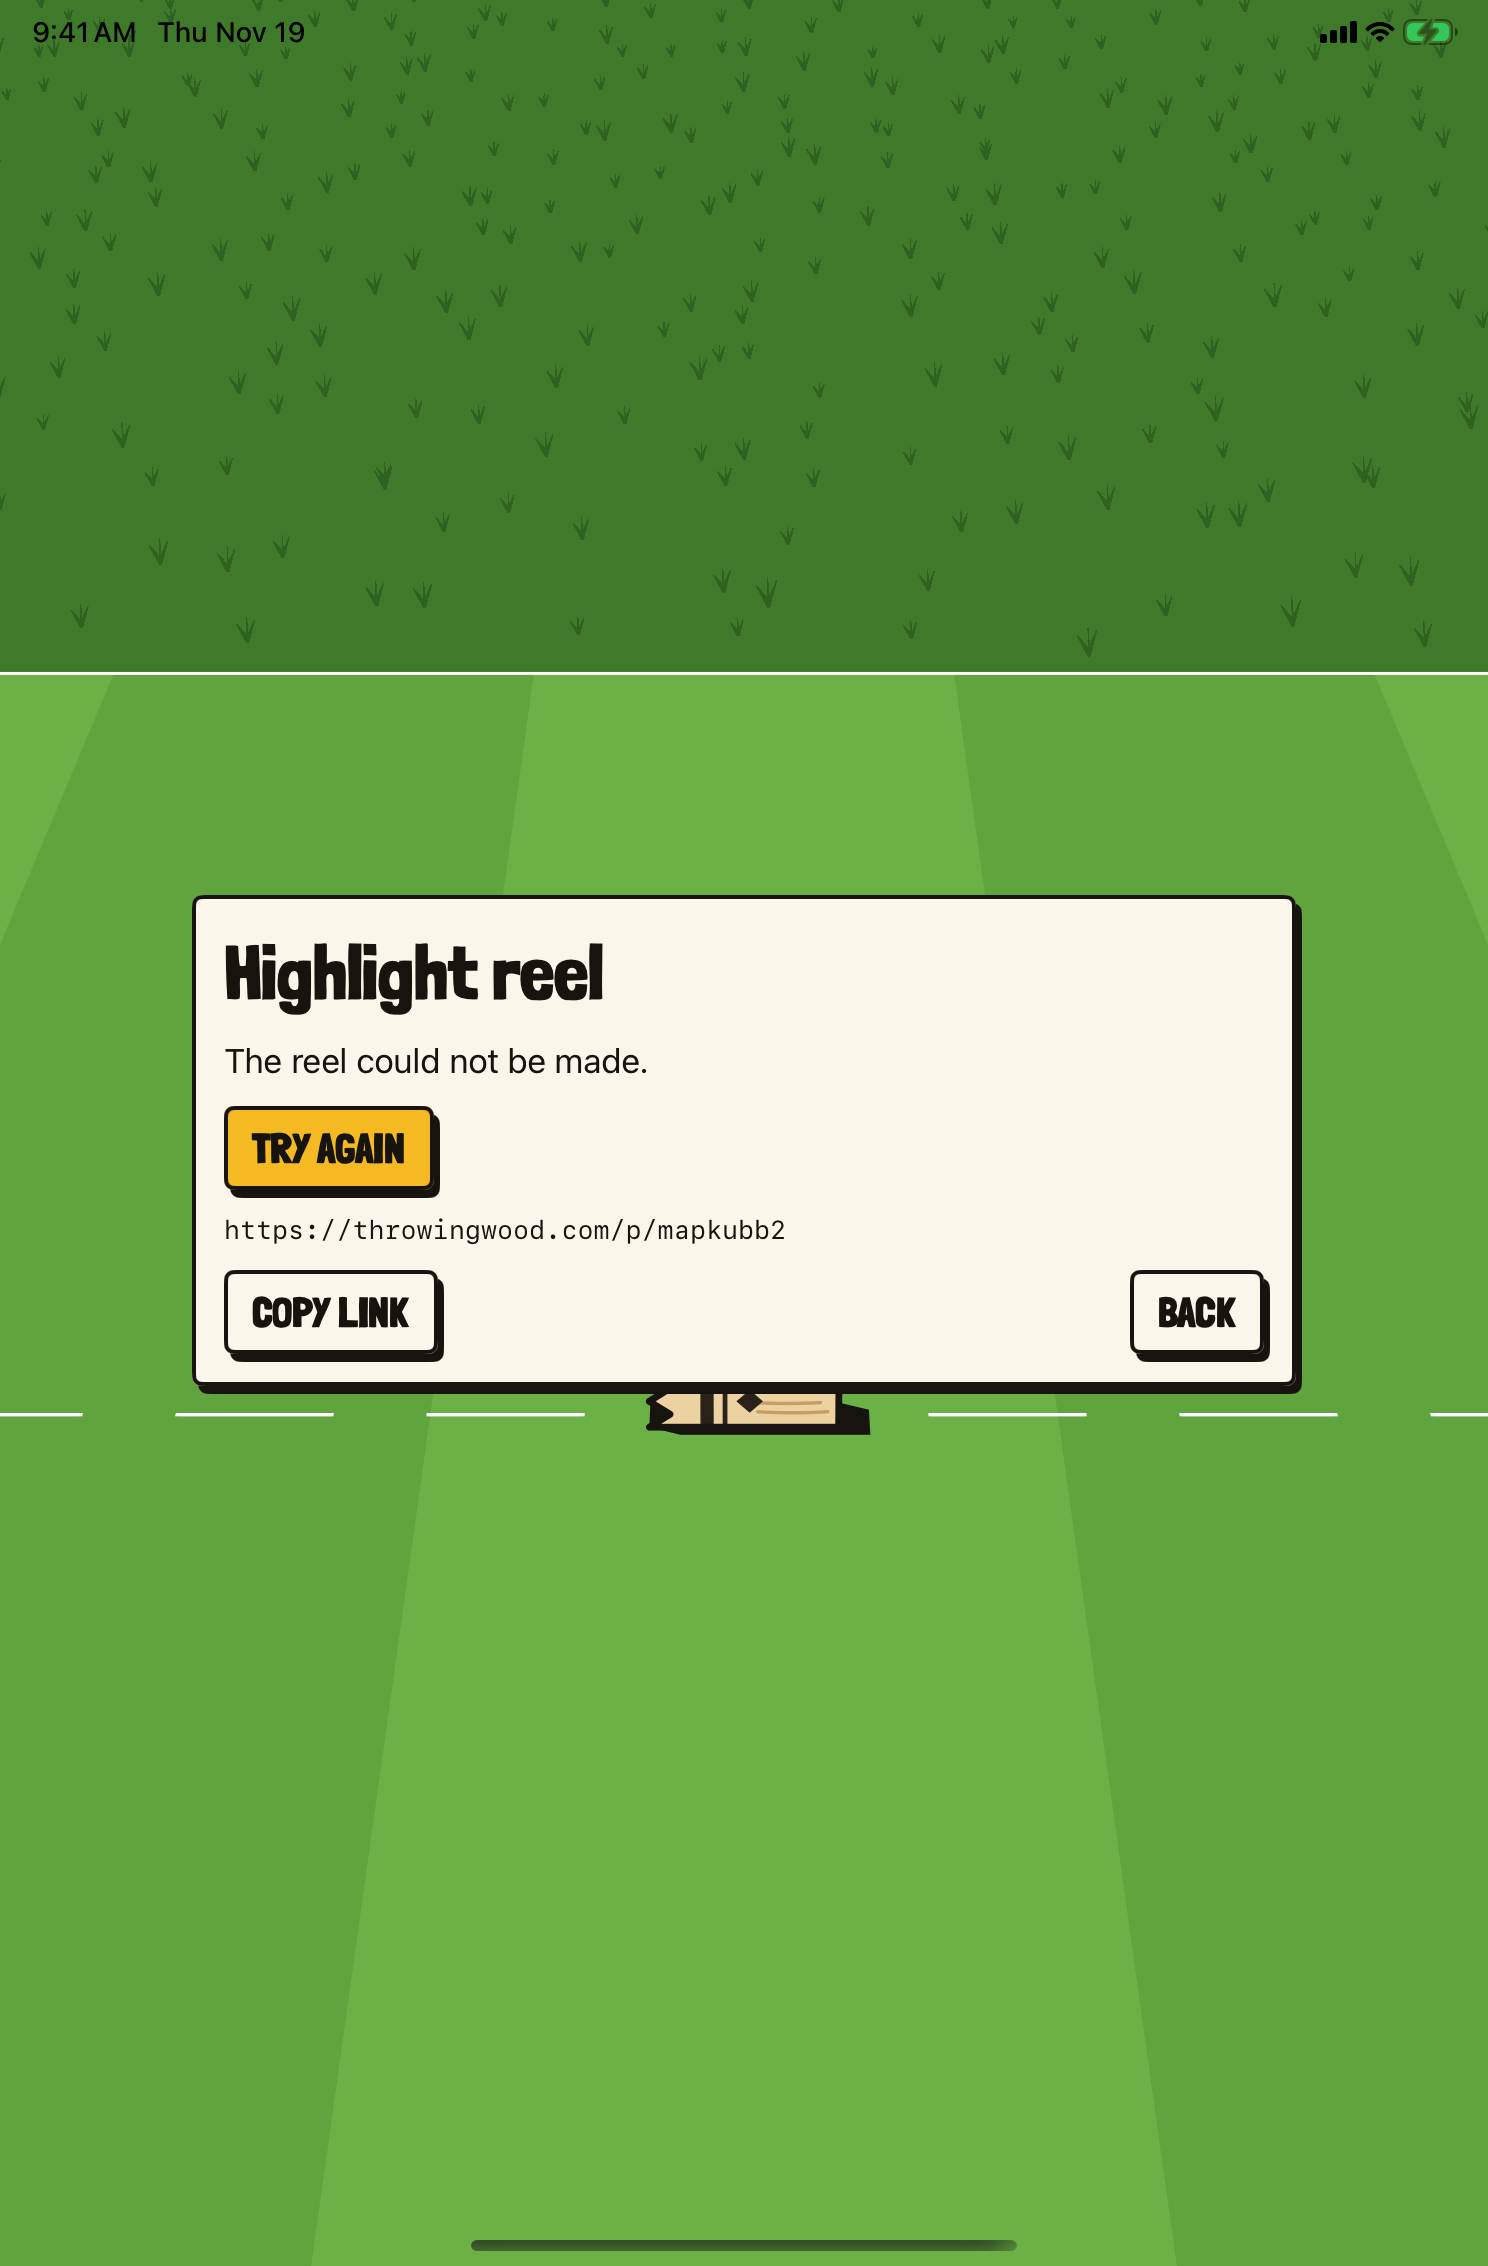 9:41 AM Thu Nov 19
Highlight reel
The reel could not be made.
TRY AGAIN
https://throwingwood.com/p/mapkubb2
COPY LINK
BACK